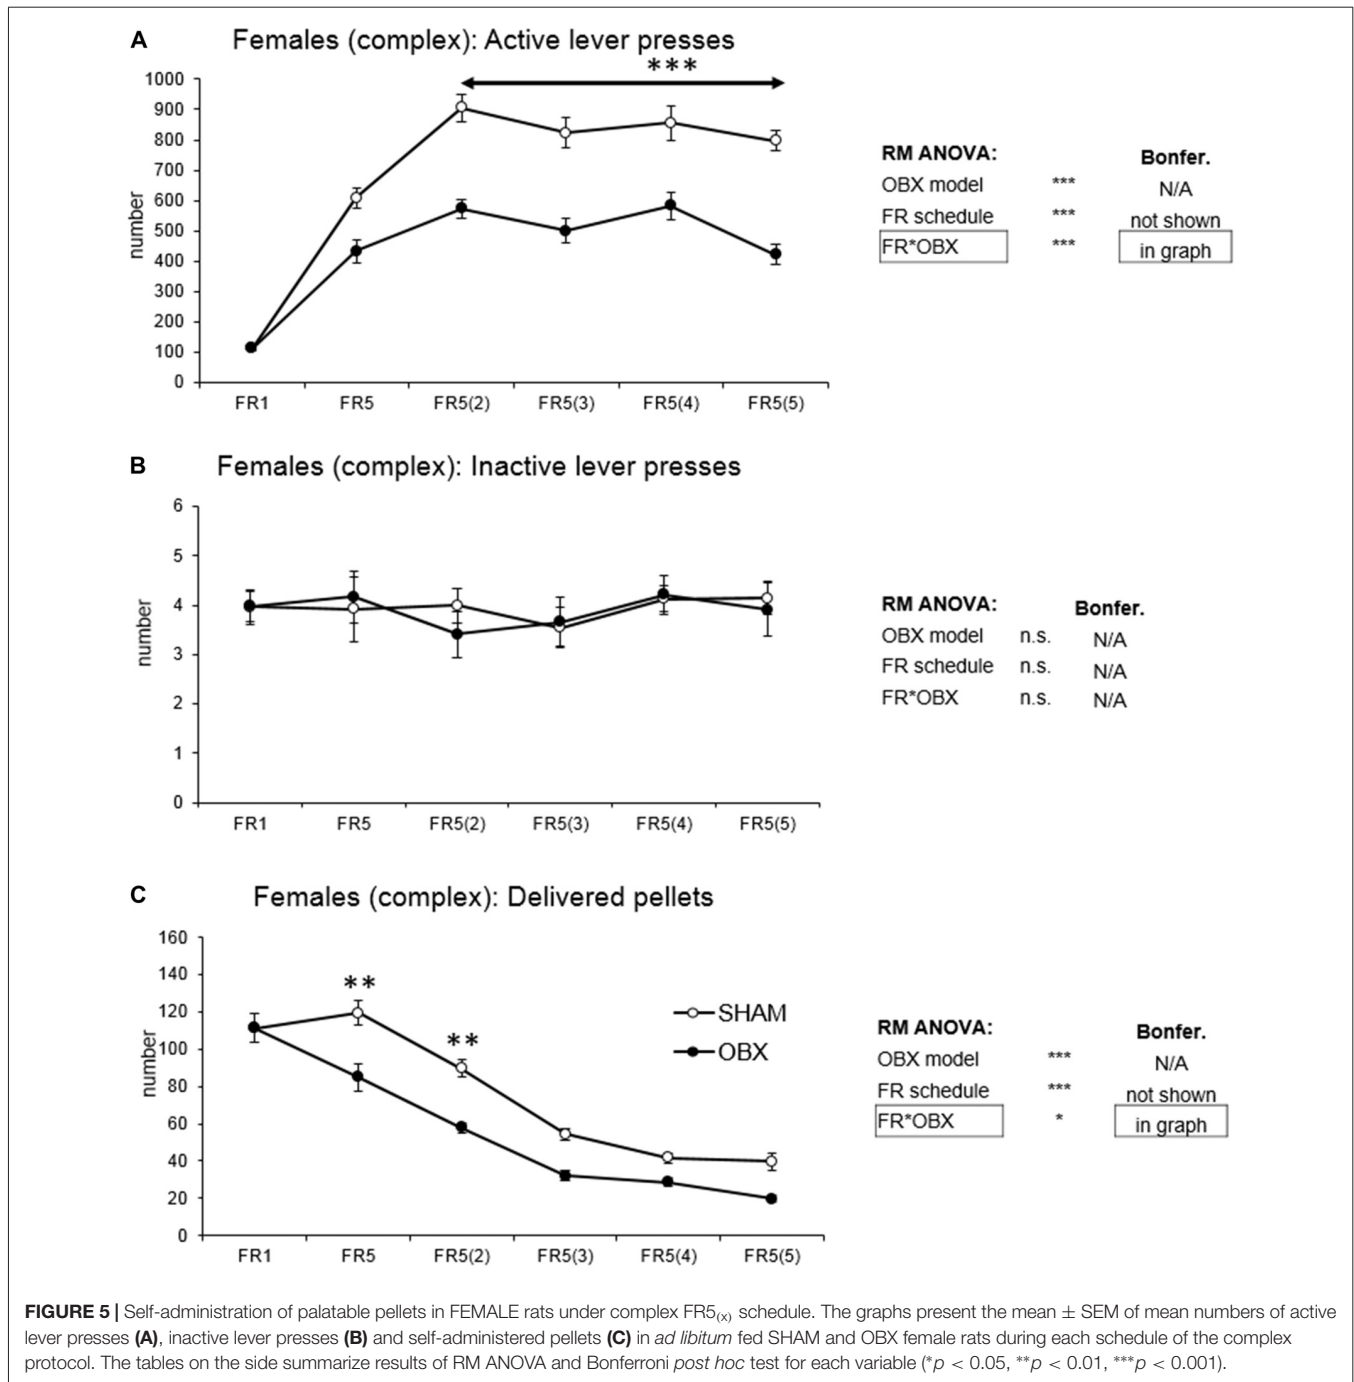 A Females (complex): Active lever presses
***
1000
900
800
700
600
500
400
300
200
100
0
number
FR1 FR5 FR5(2) FR5(3) FR5(4) FR5(5)
RM ANOVA: Bonfer.
OBX model *** N/A
FR schedule *** not shown
FR*OBX *** in graph
B Females (complex): Inactive lever presses
6
5
4
3
2
1
0
number
FR1 FR5 FR5(2) FR5(3) FR5(4) FR5(5)
RM ANOVA: Bonfer.
OBX model n.s. N/A
FR schedule n.s. N/A
FR*OBX n.s. N/A
C Females (complex): Delivered pellets
160
140
120
100
80
60
40
20
0
number
**
**
SHAM
OBX
FR1 FR5 FR5(2) FR5(3) FR5(4) FR5(5)
RM ANOVA: Bonfer.
OBX model *** N/A
FR schedule *** not shown
FR*OBX * in graph
FIGURE 5 | Self-administration of palatable pellets in FEMALE rats under complex FR5(x) schedule. The graphs present the mean ± SEM of mean numbers of active
lever presses (A), inactive lever presses (B) and self-administered pellets (C) in ad libitum fed SHAM and OBX female rats during each schedule of the complex
protocol. The tables on the side summarize results of RM ANOVA and Bonferroni post hoc test for each variable (*p < 0.05, **p < 0.01, ***p < 0.001).